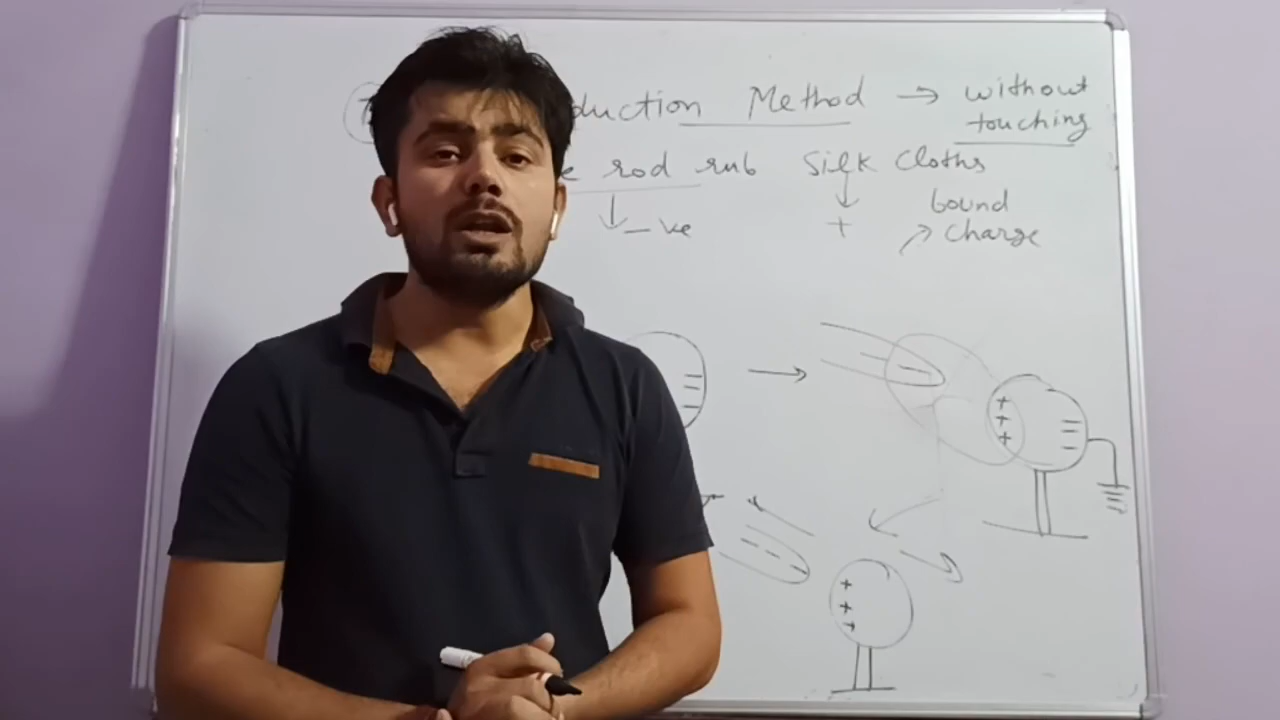 duction Method → without
touching
rod rub Silk Cloths
↓ - ve ↓ + bound
charge